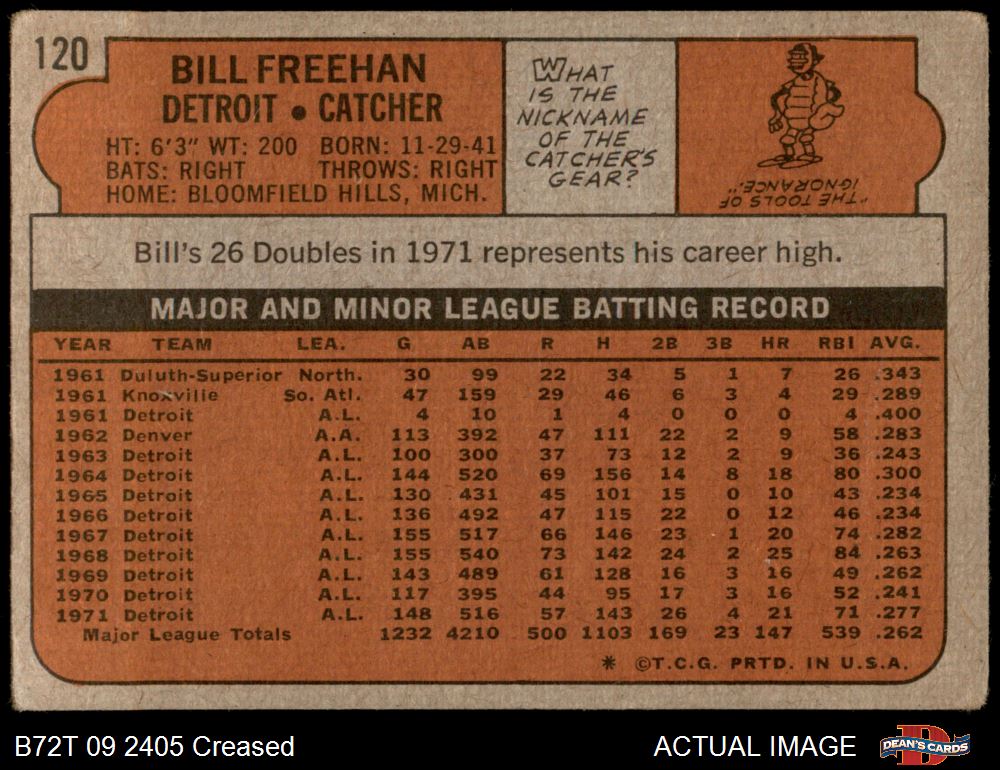 120
BILL FREEHAN
DETROIT • CATCHER
HT: 6'3" WT: 200 BORN: 11-29-41
BATS: RIGHT THROWS: RIGHT
HOME: BLOOMFIELD HILLS, MICH.
WHAT
IS THE
NICKNAME
OF THE
CATCHER'S
GEAR?
"THE TOOLS OF
IGNORANCE."
Bill's 26 Doubles in 1971 represents his career high.
MAJOR AND MINOR LEAGUE BATTING RECORD
YEAR TEAM LEA. G AB R H 2B 3B HR RBI AVG.
1961 Duluth-Superior North. 30 99 22 34 5 1 7 26 .343
1961 Knoxville So. Atl. 47 159 29 46 6 3 4 29 .289
1961 Detroit A.L. 4 10 1 4 0 0 0 4 .400
1962 Denver A.A. 113 392 47 111 22 2 9 58 .283
1963 Detroit A.L. 100 300 37 73 12 2 9 36 .243
1964 Detroit A.L. 144 520 69 156 14 8 18 80 .300
1965 Detroit A.L. 130 431 45 101 15 0 10 43 .234
1966 Detroit A.L. 136 492 47 115 22 0 12 46 .234
1967 Detroit A.L. 155 517 66 146 23 1 20 74 .282
1968 Detroit A.L. 155 540 73 142 24 2 25 84 .263
1969 Detroit A.L. 143 489 61 128 16 3 16 49 .262
1970 Detroit A.L. 117 395 44 95 17 3 16 52 .241
1971 Detroit A.L. 148 516 57 143 26 4 21 71 .277
Major League Totals 1232 4210 500 1103 169 23 147 539 .262
* ©T.C.G. PRTD. IN U.S.A.
B72T 09 2405 Creased
ACTUAL IMAGE
D
DEAN'S CARDS